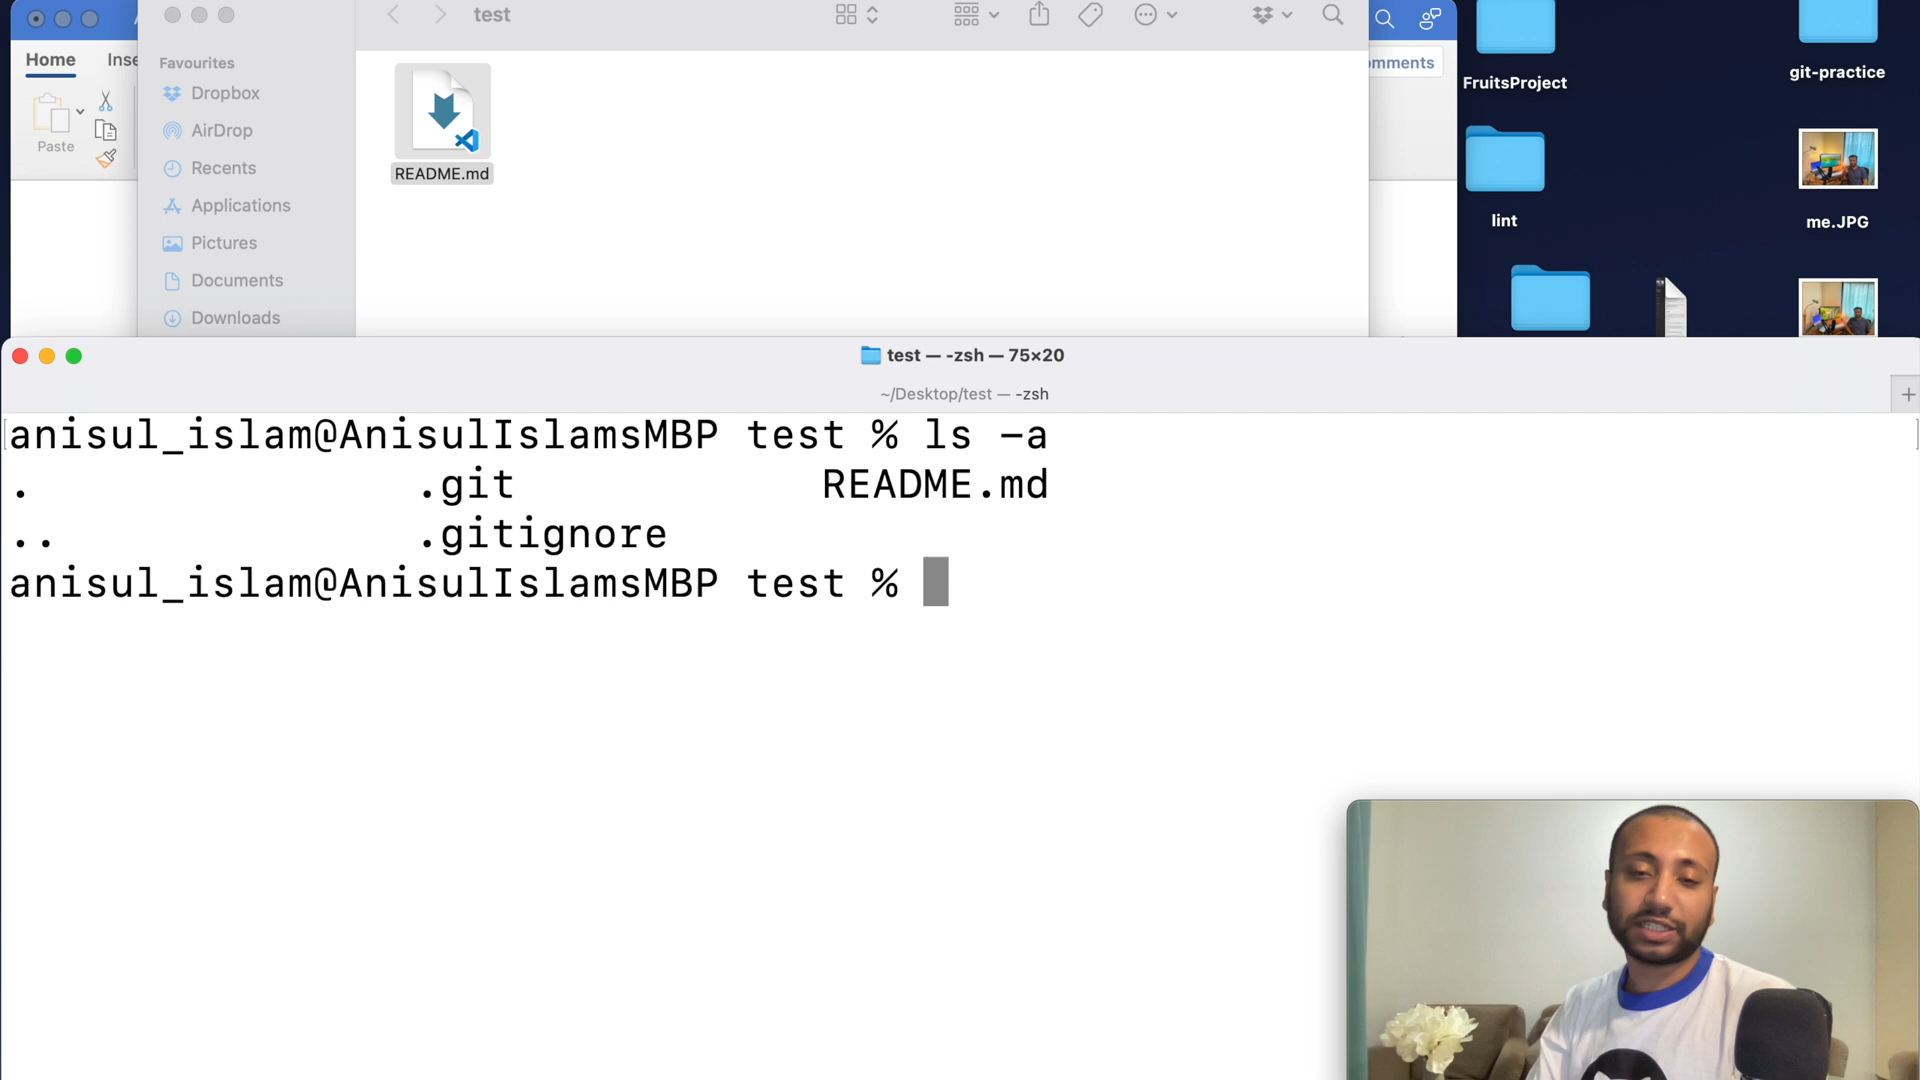 test
Home
Inse
Paste
Favourites
Dropbox
AirDrop
Recents
Applications
Pictures
Documents
Downloads
README.md
mments
FruitsProject
git-practice
lint
me.JPG
test — -zsh — 75×20
~/Desktop/test — -zsh
anisul_islam@AnisulIslamsMBP test % ls -a
. .git README.md
.. .gitignore
anisul_islam@AnisulIslamsMBP test %